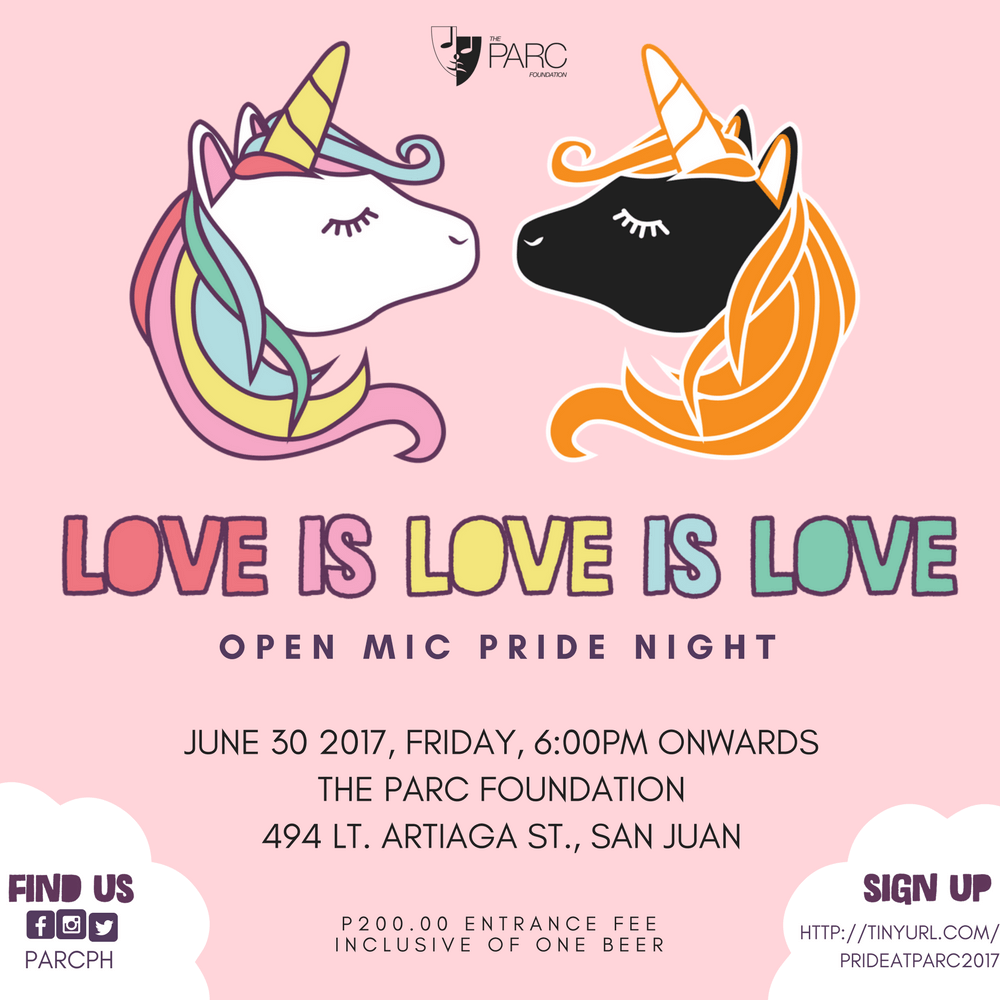 THE
PARC
FOUNDATION
LOVE IS LOVE IS LOVE
OPEN MIC PRIDE NIGHT
JUNE 30 2017, FRIDAY, 6:00PM ONWARDS
THE PARC FOUNDATION
494 LT. ARTIAGA ST., SAN JUAN
FIND US
PARCPH
P200.00 ENTRANCE FEE
INCLUSIVE OF ONE BEER
SIGN UP
HTTP://TINYURL.COM/
PRIDEATPARC2017